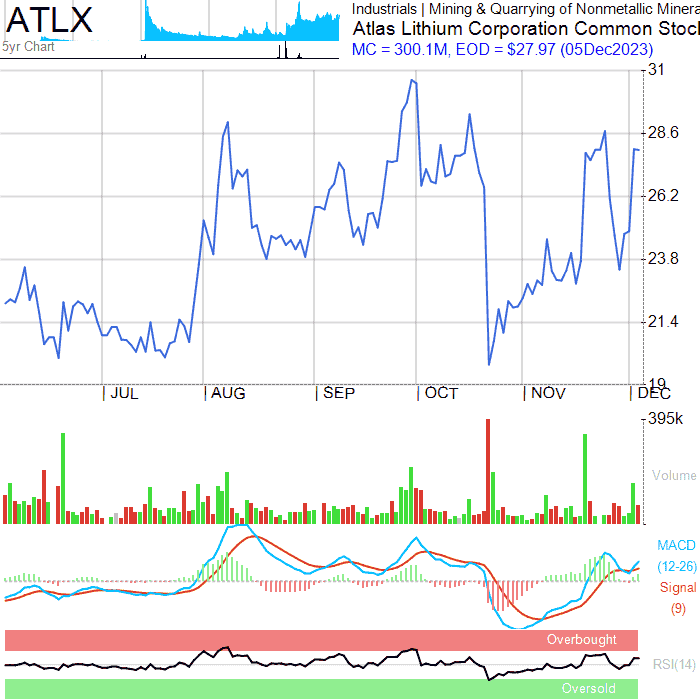 ATLX
5yr Chart
Industrials | Mining & Quarrying of Nonmetallic Minera
Atlas Lithium Corporation Common Stoc
MC = 300.1M, EOD = $27.97 (05Dec2023)
31
28.6
26.2
23.8
21.4
19
JUL
AUG
SEP
OCT
NOV
DEC
395k
Volume
MACD
(12-26)
Signal
(9)
Overbought
RSI(14)
Oversold